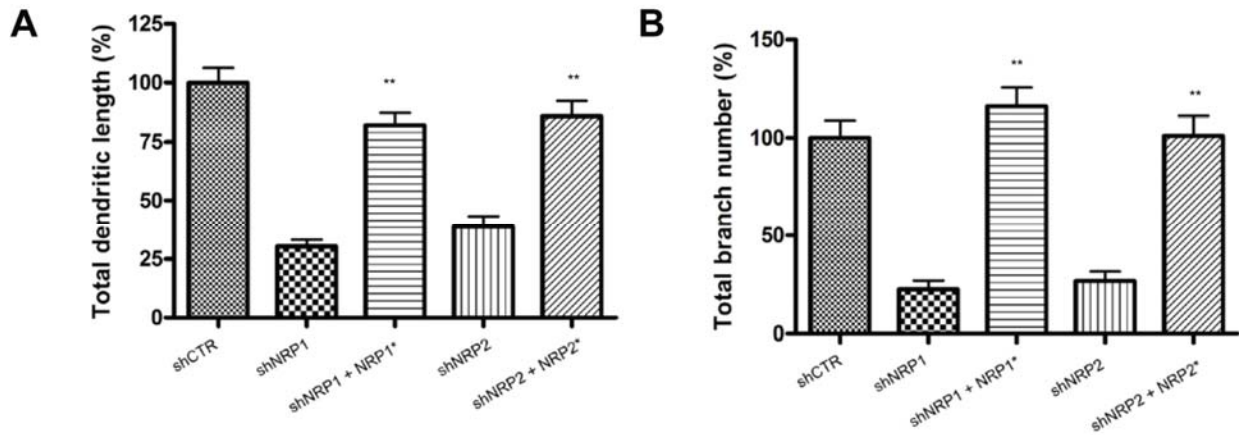 A
Total dendritic length (%)
125
100
75
50
25
0
**
**
shCTR
shNRP1
shNRP1 + NRP1*
shNRP2
shNRP2 + NRP2*
B
Total branch number (%)
150
100
50
0
**
**
shCTR
shNRP1
shNRP1 + NRP1*
shNRP2
shNRP2 + NRP2*